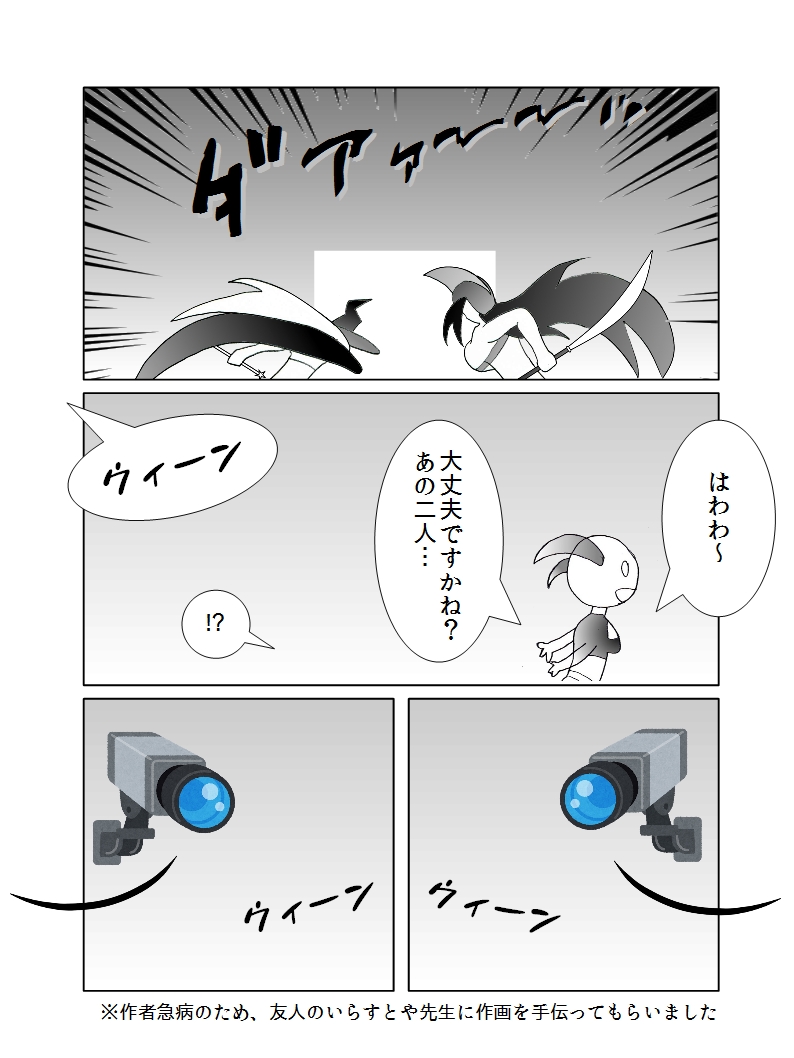 ダァァーーーッ
はわわ~
大丈夫ですかね?
あの二人…
ウィーン
!?
ウィーン
ウィーン
※作者急病のため、友人のいらすとや先生に作画を手伝ってもらいました